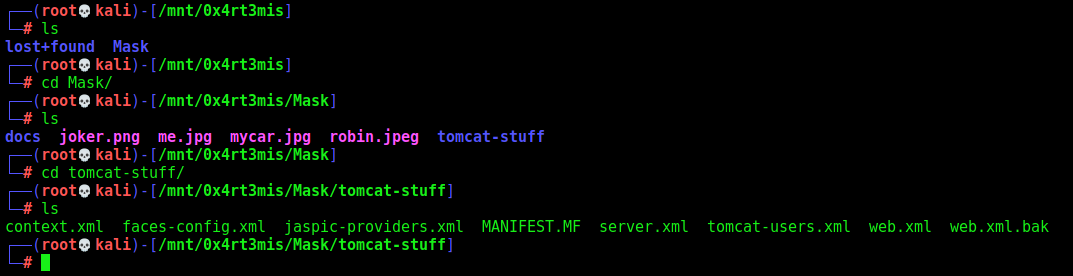 ┌──(root💀kali)-[/mnt/0x4rt3mis]
└─# ls
lost+found  Mask
┌──(root💀kali)-[/mnt/0x4rt3mis]
└─# cd Mask/
┌──(root💀kali)-[/mnt/0x4rt3mis/Mask]
└─# ls
docs  joker.png  me.jpg  mycar.jpg  robin.jpeg  tomcat-stuff
┌──(root💀kali)-[/mnt/0x4rt3mis/Mask]
└─# cd tomcat-stuff/
┌──(root💀kali)-[/mnt/0x4rt3mis/Mask/tomcat-stuff]
└─# ls
context.xml  faces-config.xml  jaspic-providers.xml  MANIFEST.MF  server.xml  tomcat-users.xml  web.xml  web.xml.bak
┌──(root💀kali)-[/mnt/0x4rt3mis/Mask/tomcat-stuff]
└─#